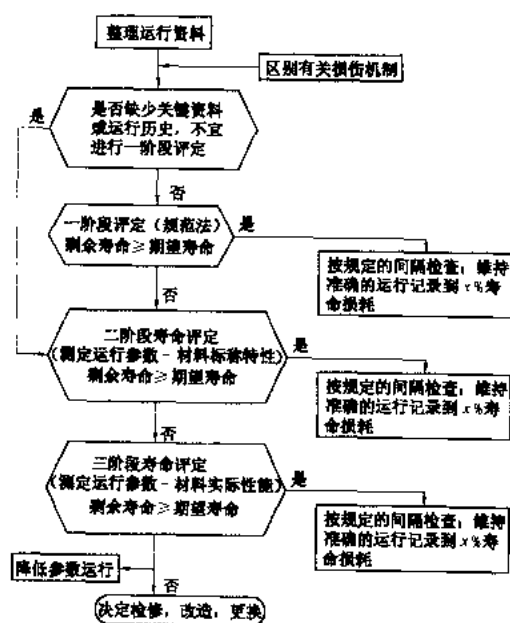 整理运行资料
区别有关损伤机制
是
是否缺少关键资料
或运行历史，不宜
进行一阶段评定
否
一阶段评定（规范法）
剩余寿命≥期望寿命
是
按规定的间隔检查；维持
准确的运行记录到x%寿
命损耗
否
二阶段寿命评定
(测定运行参数－材料标称特性)
剩余寿命≥期望寿命
是
按规定的间隔检查；维持
准确的运行记录到x%寿
命损耗
否
三阶段寿命评定
(测定运行参数－材料实际性能)
剩余寿命≥期望寿命
是
按规定的间隔检查；维持
准确的运行记录到x%寿
命损耗
降低参数运行
否
决定检修，改造，更换